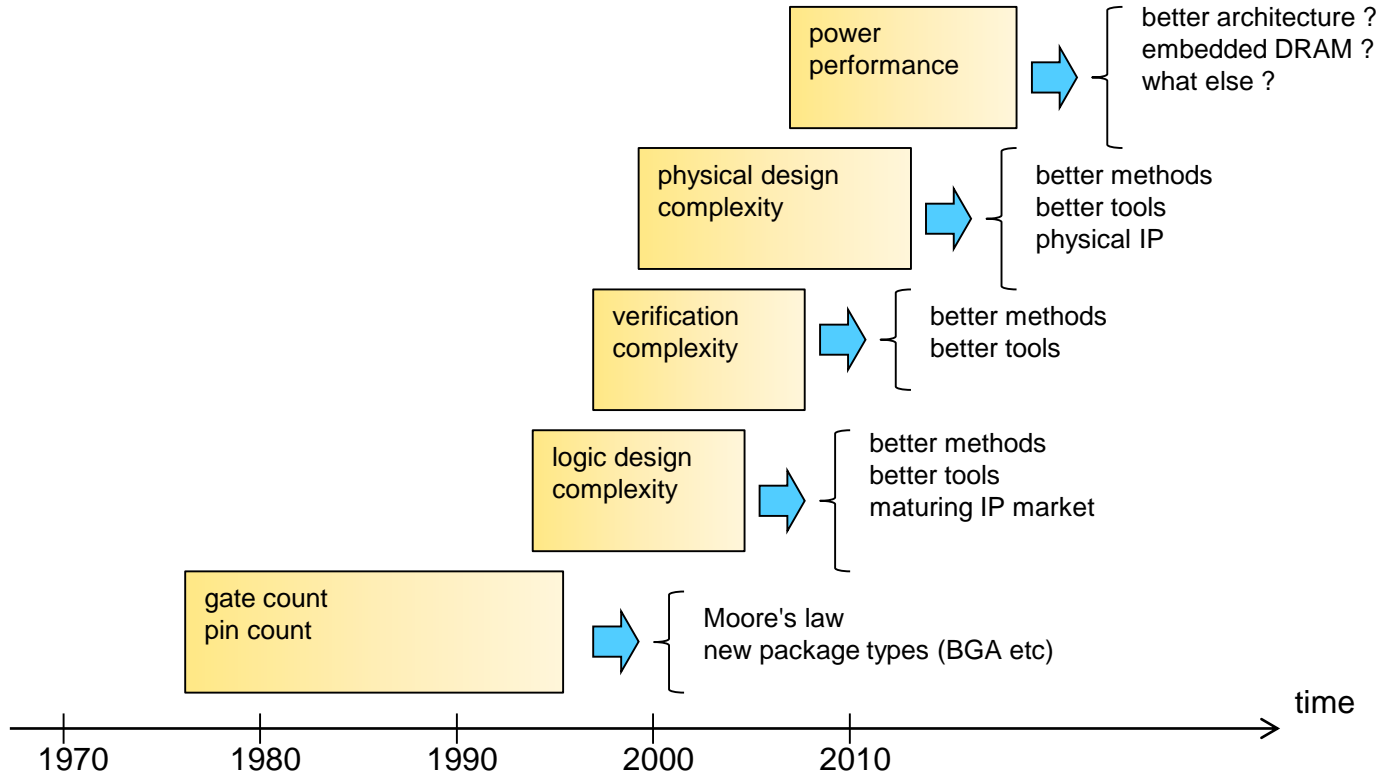 power
performance
better architecture ?
embedded DRAM ?
what else ?
physical design
complexity
better methods
better tools
physical IP
verification
complexity
better methods
better tools
logic design
complexity
better methods
better tools
maturing IP market
gate count
pin count
Moore's law
new package types (BGA etc)
time
1970
1980
1990
2000
2010